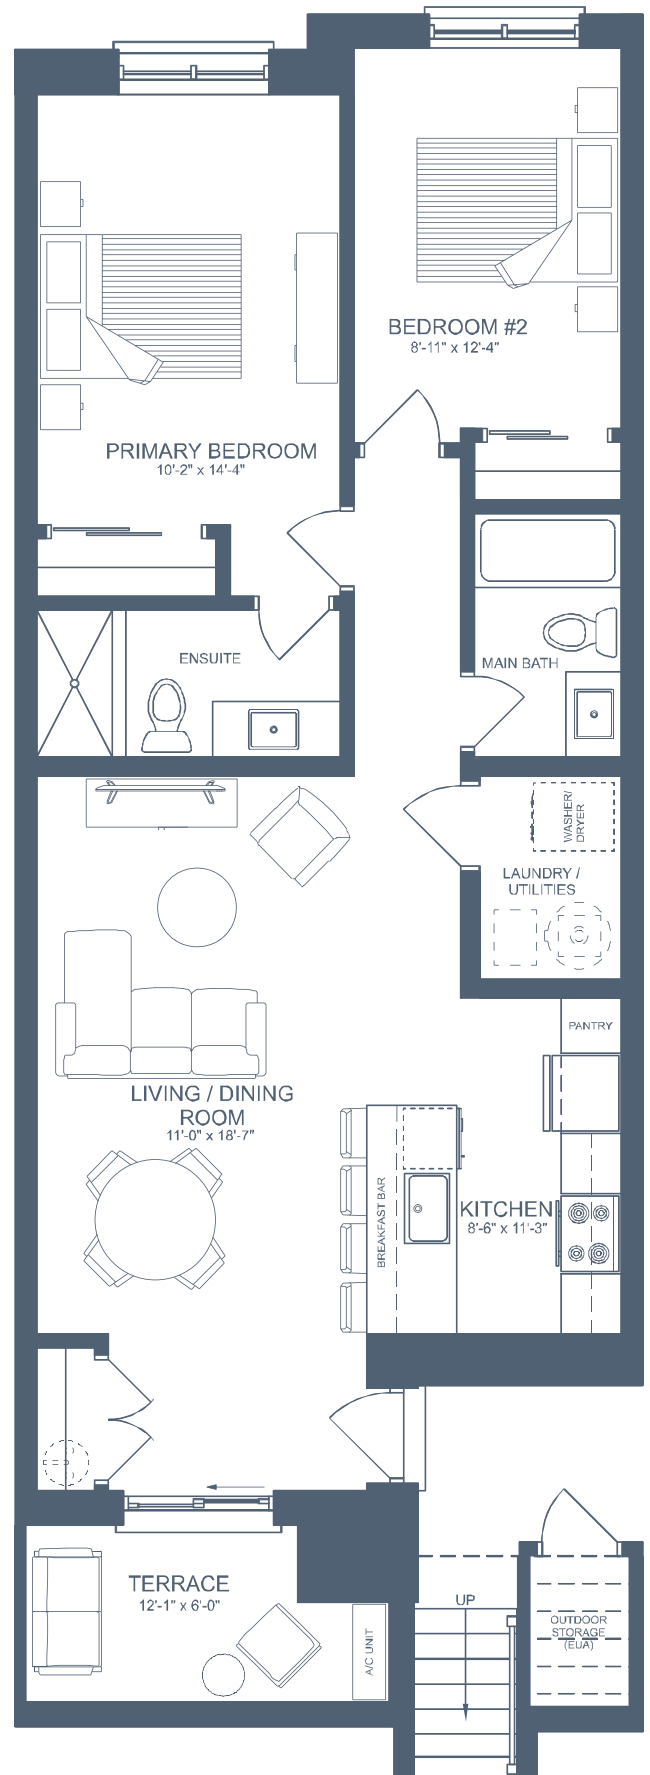 BEDROOM #2
8'-11" x 12'-4"
PRIMARY BEDROOM
10'-2" x 14'-4"
ENSUITE
MAIN BATH
WASHER/
DRYER
LAUNDRY /
UTILITIES
PANTRY
LIVING / DINING
ROOM
11'-0" x 18'-7"
BREAKFAST BAR
KITCHEN
8'-6" x 11'-3"
TERRACE
12'-1" x 6'-0"
A/C UNIT
UP
OUTDOOR
STORAGE
(EUA)